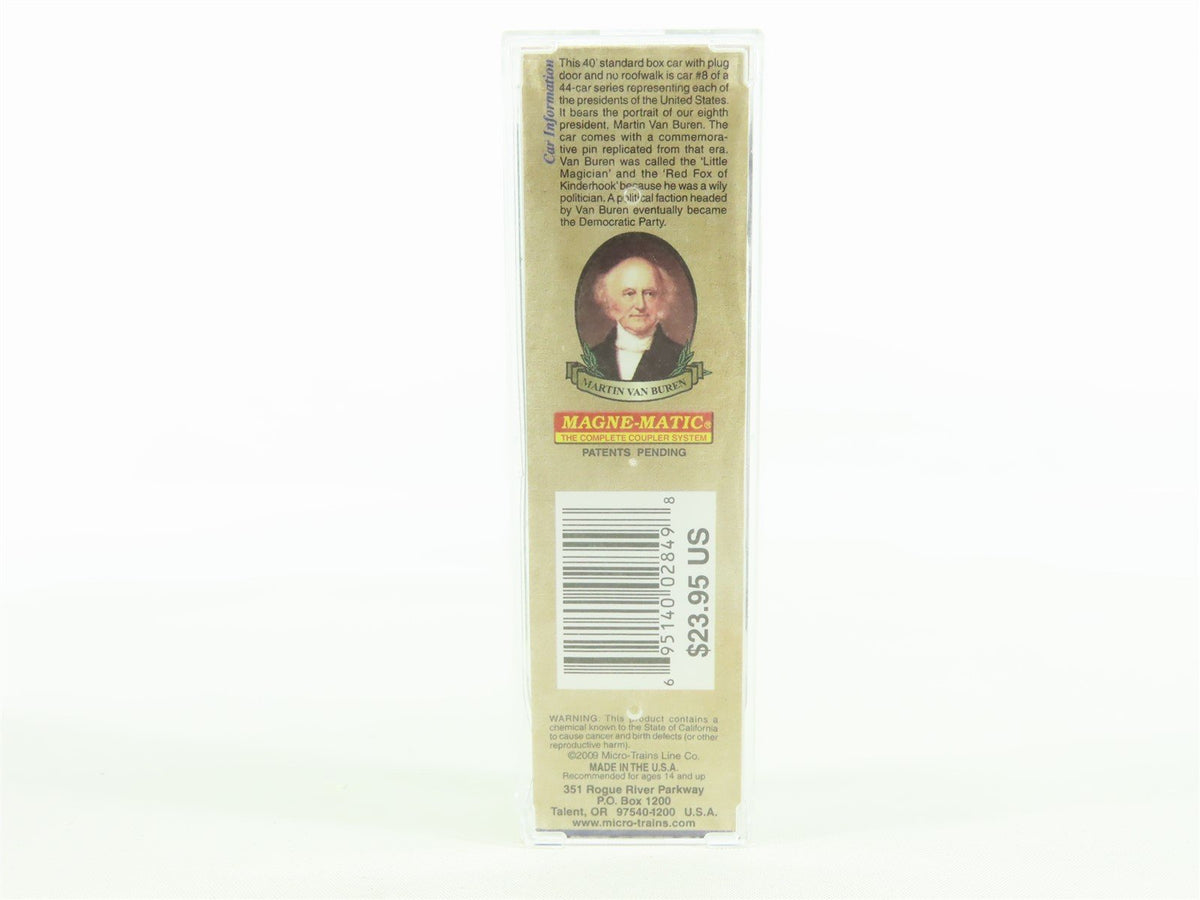 Car Information
This 40' standard box car with plug
door and no roofwalk is car #8 of a
44-car series representing each of
the presidents of the United States.
It bears the portrait of our eighth
president, Martin Van Buren. The
car comes with a commemora-
tive pin replicated from that era.
Van Buren was called the 'Little
Magician' and the 'Red Fox of
Kinderhook' because he was a wily
politician. A political faction headed
by Van Buren eventually became
the Democratic Party.
MARTIN VAN BUREN
MAGNE-MATIC®
THE COMPLETE COUPLER SYSTEM
PATENTS PENDING
6 95140 02849 8
$23.95 US
WARNING: This product contains a
chemical known to the State of California
to cause cancer and birth defects (or other
reproductive harm).
©2009 Micro-Trains Line Co.
MADE IN THE U.S.A.
Recommended for ages 14 and up
351 Rogue River Parkway
P.O. Box 1200
Talent, OR 97540-1200 U.S.A.
www.micro-trains.com